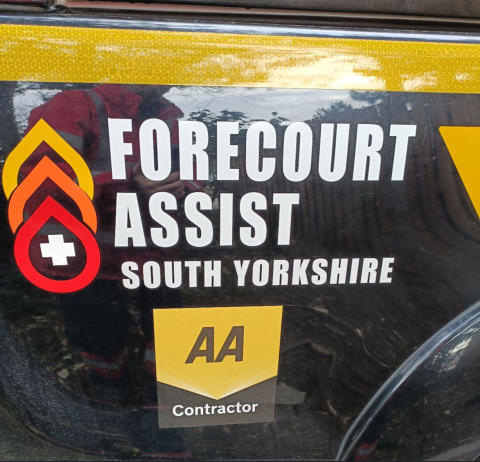 FORECOURT
ASSIST
SOUTH YORKSHIRE
AA
Contractor